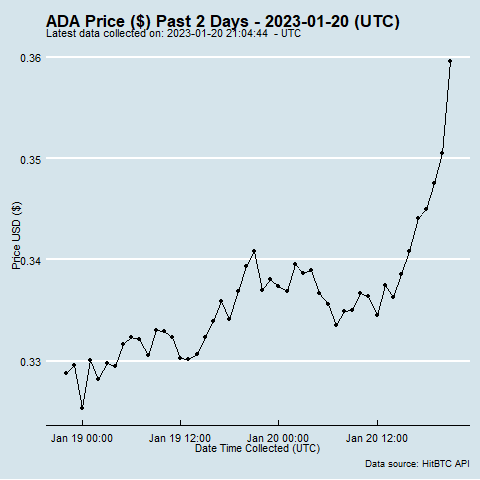 ADA Price ($) Past 2 Days - 2023-01-20 (UTC)
Latest data collected on: 2023-01-20 21:04:44 - UTC
0.36
0.35
0.34
0.33
Price USD ($)
Jan 19 00:00
Jan 19 12:00
Jan 20 00:00
Jan 20 12:00
Date Time Collected (UTC)
Data source: HitBTC API